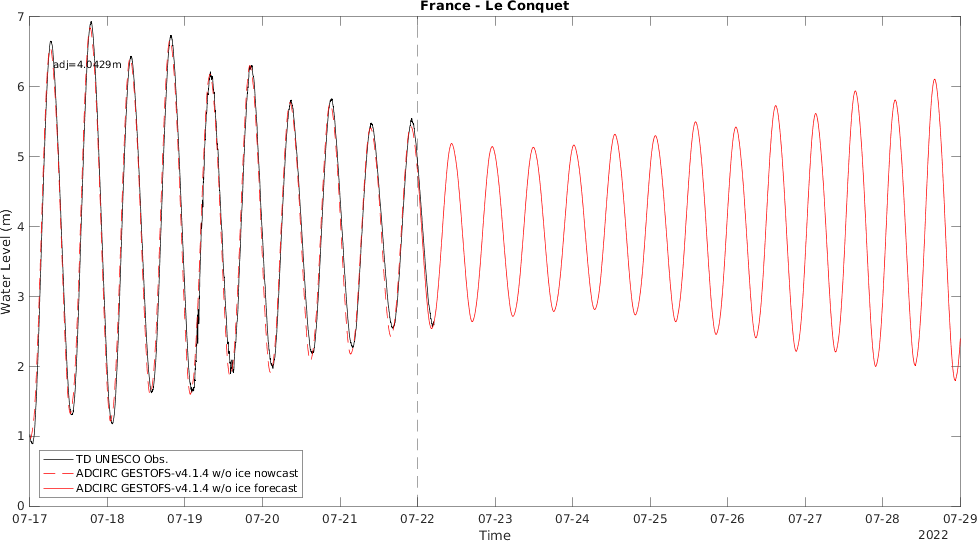 France - Le Conquet
7
6
5
4
3
2
1
0
Water Level (m)
adj=4.0429m
TD UNESCO Obs.
ADCIRC GESTOFS-v4.1.4 w/o ice nowcast
ADCIRC GESTOFS-v4.1.4 w/o ice forecast
07-17 07-18 07-19 07-20 07-21 07-22 07-23 07-24 07-25 07-26 07-27 07-28 07-29
Time
2022